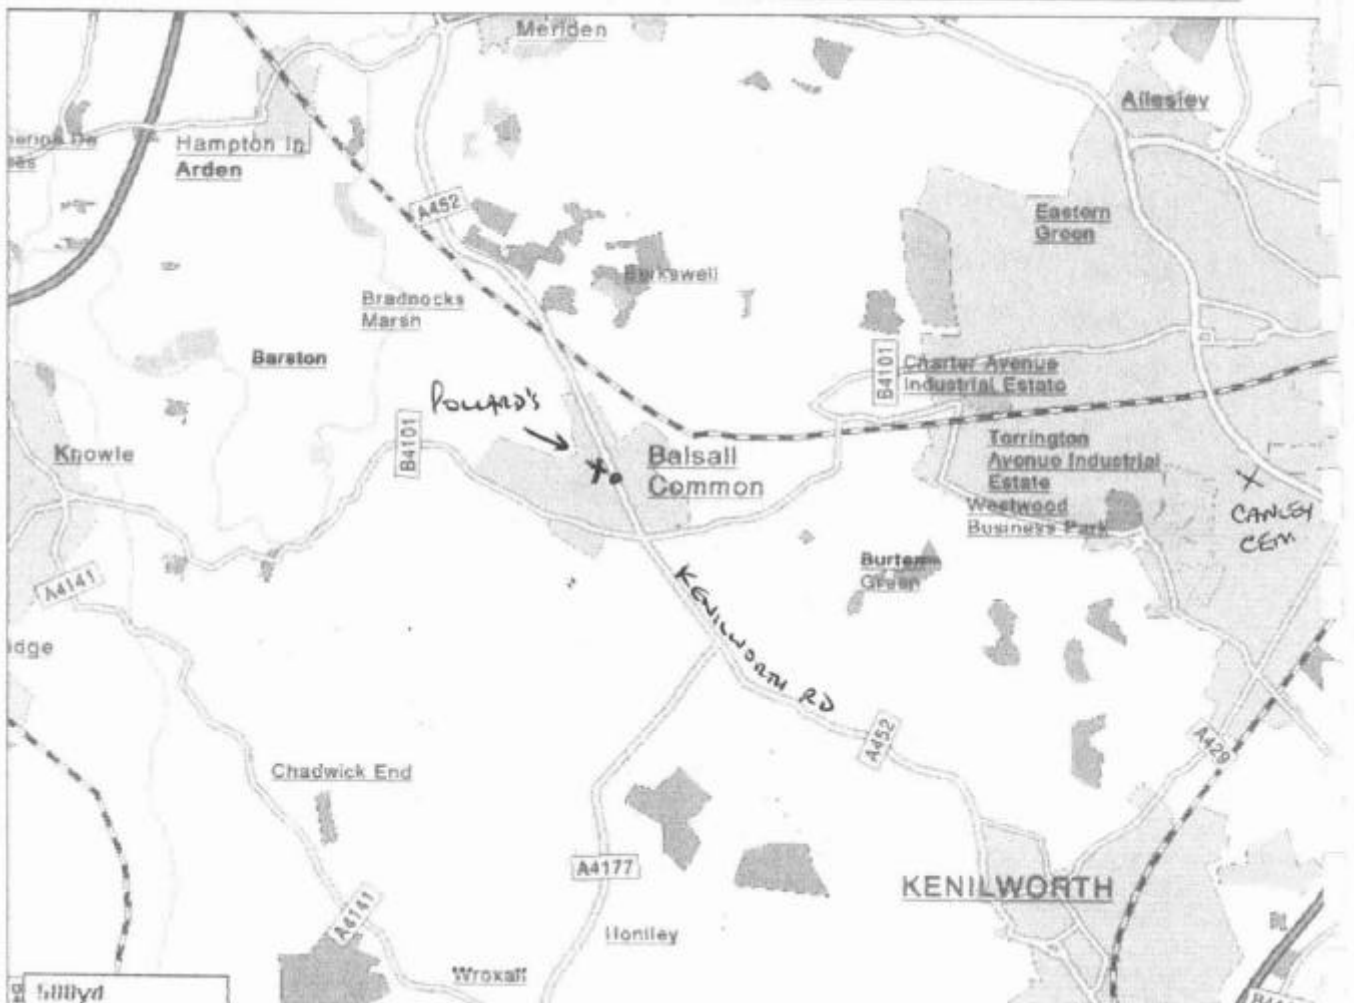 Meriden
Allesley
Hampton in
Arden
A452
Eastern
Green
Berkswell
Bradnocks
Marsh
Barston
B4101
Charter Avenue
Industrial Estate
POLLARD'S
B4101
Knowle
Balsall
Common
Torrington
Avenue Industrial
Estate
Westwood
Business Park
CANLEY
CEM.
Burton
Green
A4141
KENILWORTH RD
idge
A452
A429
Chadwick End
A4177
KENILWORTH
A4141
Honiley
Wroxall